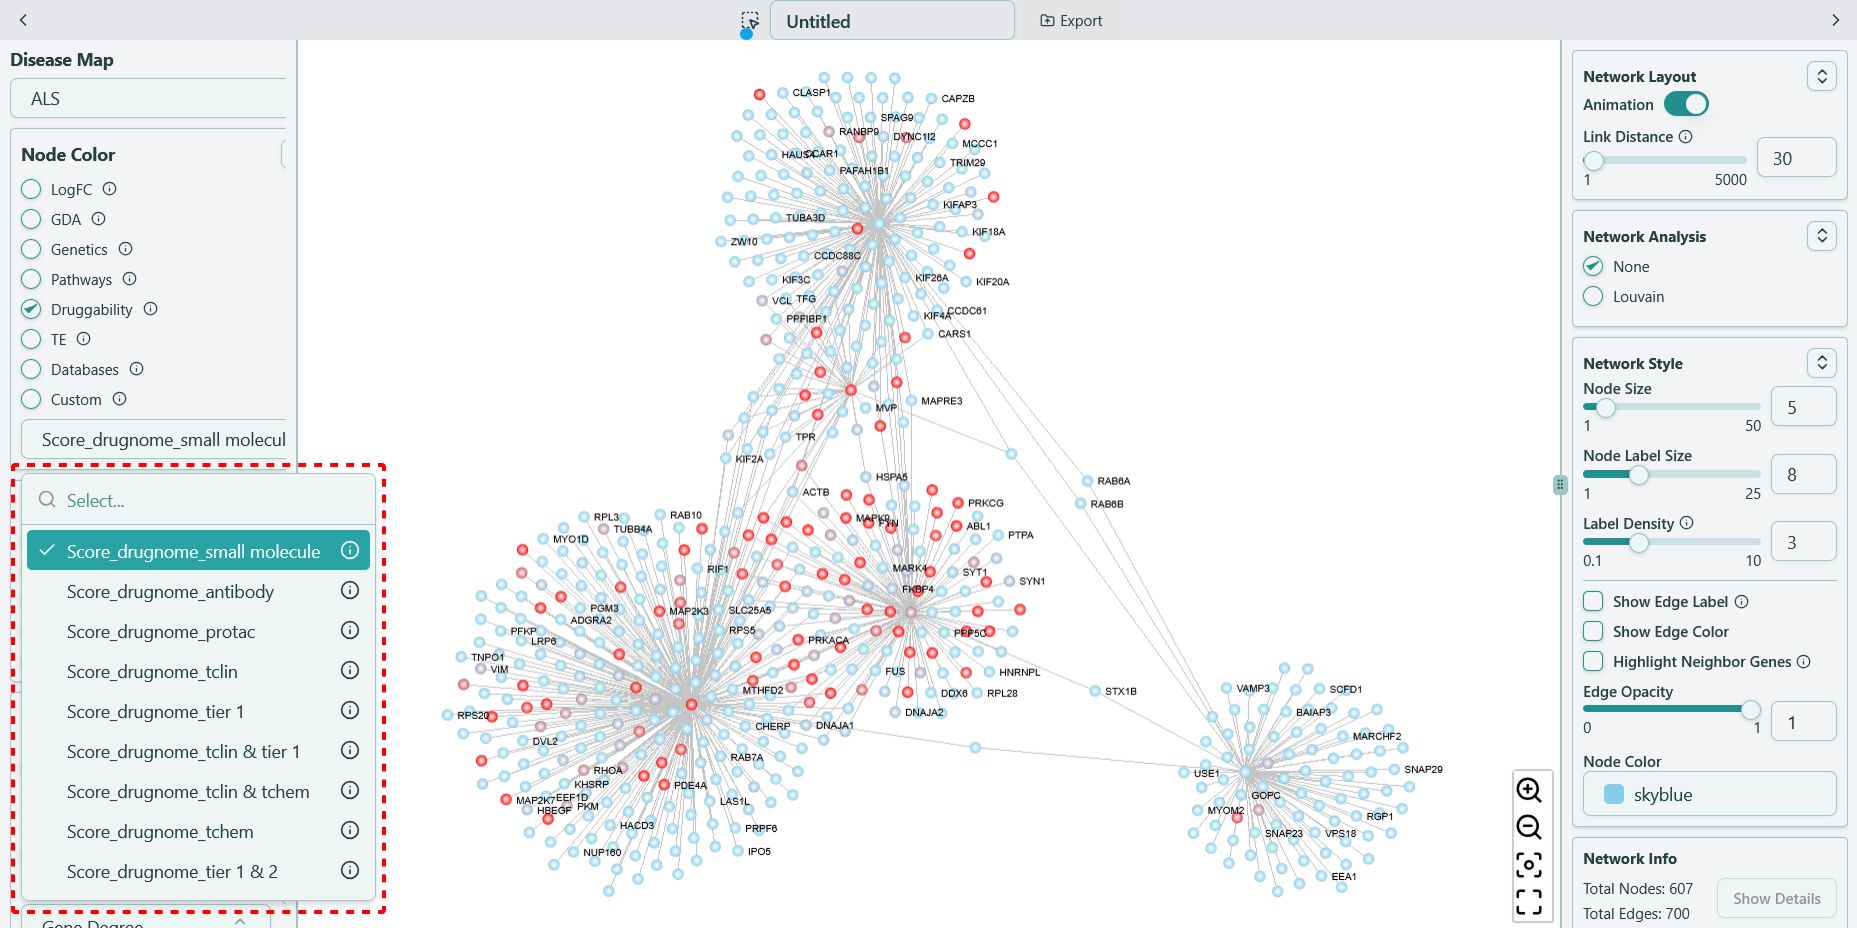 Untitled
Export
Disease Map
ALS
Node Color
LogFC
GDA
Genetics
Pathways
Druggability
TE
Databases
Custom
Score_drugnome_small molecul
Select...
Score_drugnome_small molecule
Score_drugnome_antibody
Score_drugnome_protac
Score_drugnome_tclin
Score_drugnome_tier 1
Score_drugnome_tclin & tier 1
Score_drugnome_tclin & tchem
Score_drugnome_tchem
Score_drugnome_tier 1 & 2
Gene Degree
CLASP1
CAPZB
SPAG9
RANBP9
DYNC1I2
MCCC1
HAUS4
CCAR1
TRIM29
PAFAH1B1
KIFAP3
TUBA3D
KIF18A
ZW10
CCDC88C
KIF3C
KIF26A
KIF20A
VCL
TFG
CCDC61
KIF4A
PPFIBP1
CARS1
MAPRE3
MVP
TPR
KIF2A
HSPA5
RAB6A
ACTB
PRKCG
RAB6B
RPL3
RAB10
MAPK9
FYN
ABL1
TUBB4A
PTPA
MYO1D
RIF1
MARK4
SYT1
SYN1
FKBP4
PGM3
MAP2K3
SLC25A5
ADGRA2
PFKP
RPS5
PPP5C
LRP6
PRKACA
TNPO1
VIM
FUS
HNRNPL
MTHFD2
DDX6
RPL28
STX1B
RPS20
DNAJA2
CHERP
DNAJA1
DVL2
RAB7A
RHOA
KHSRP
PDE4A
MAP2K7
EEF1D
HBEGF
PKM
LAS1L
HACD3
PRPF6
NUP160
IPO5
VAMP3
SCFD1
BAIAP3
MARCHF2
USE1
SNAP29
GOPC
MYOM2
RGP1
SNAP23
VPS18
EEA1
Network Layout
Animation
Link Distance
30
1
5000
Network Analysis
None
Louvain
Network Style
Node Size
5
1
50
Node Label Size
8
1
25
Label Density
3
0.1
10
Show Edge Label
Show Edge Color
Highlight Neighbor Genes
Edge Opacity
1
0
1
Node Color
skyblue
Network Info
Total Nodes: 607
Show Details
Total Edges: 700